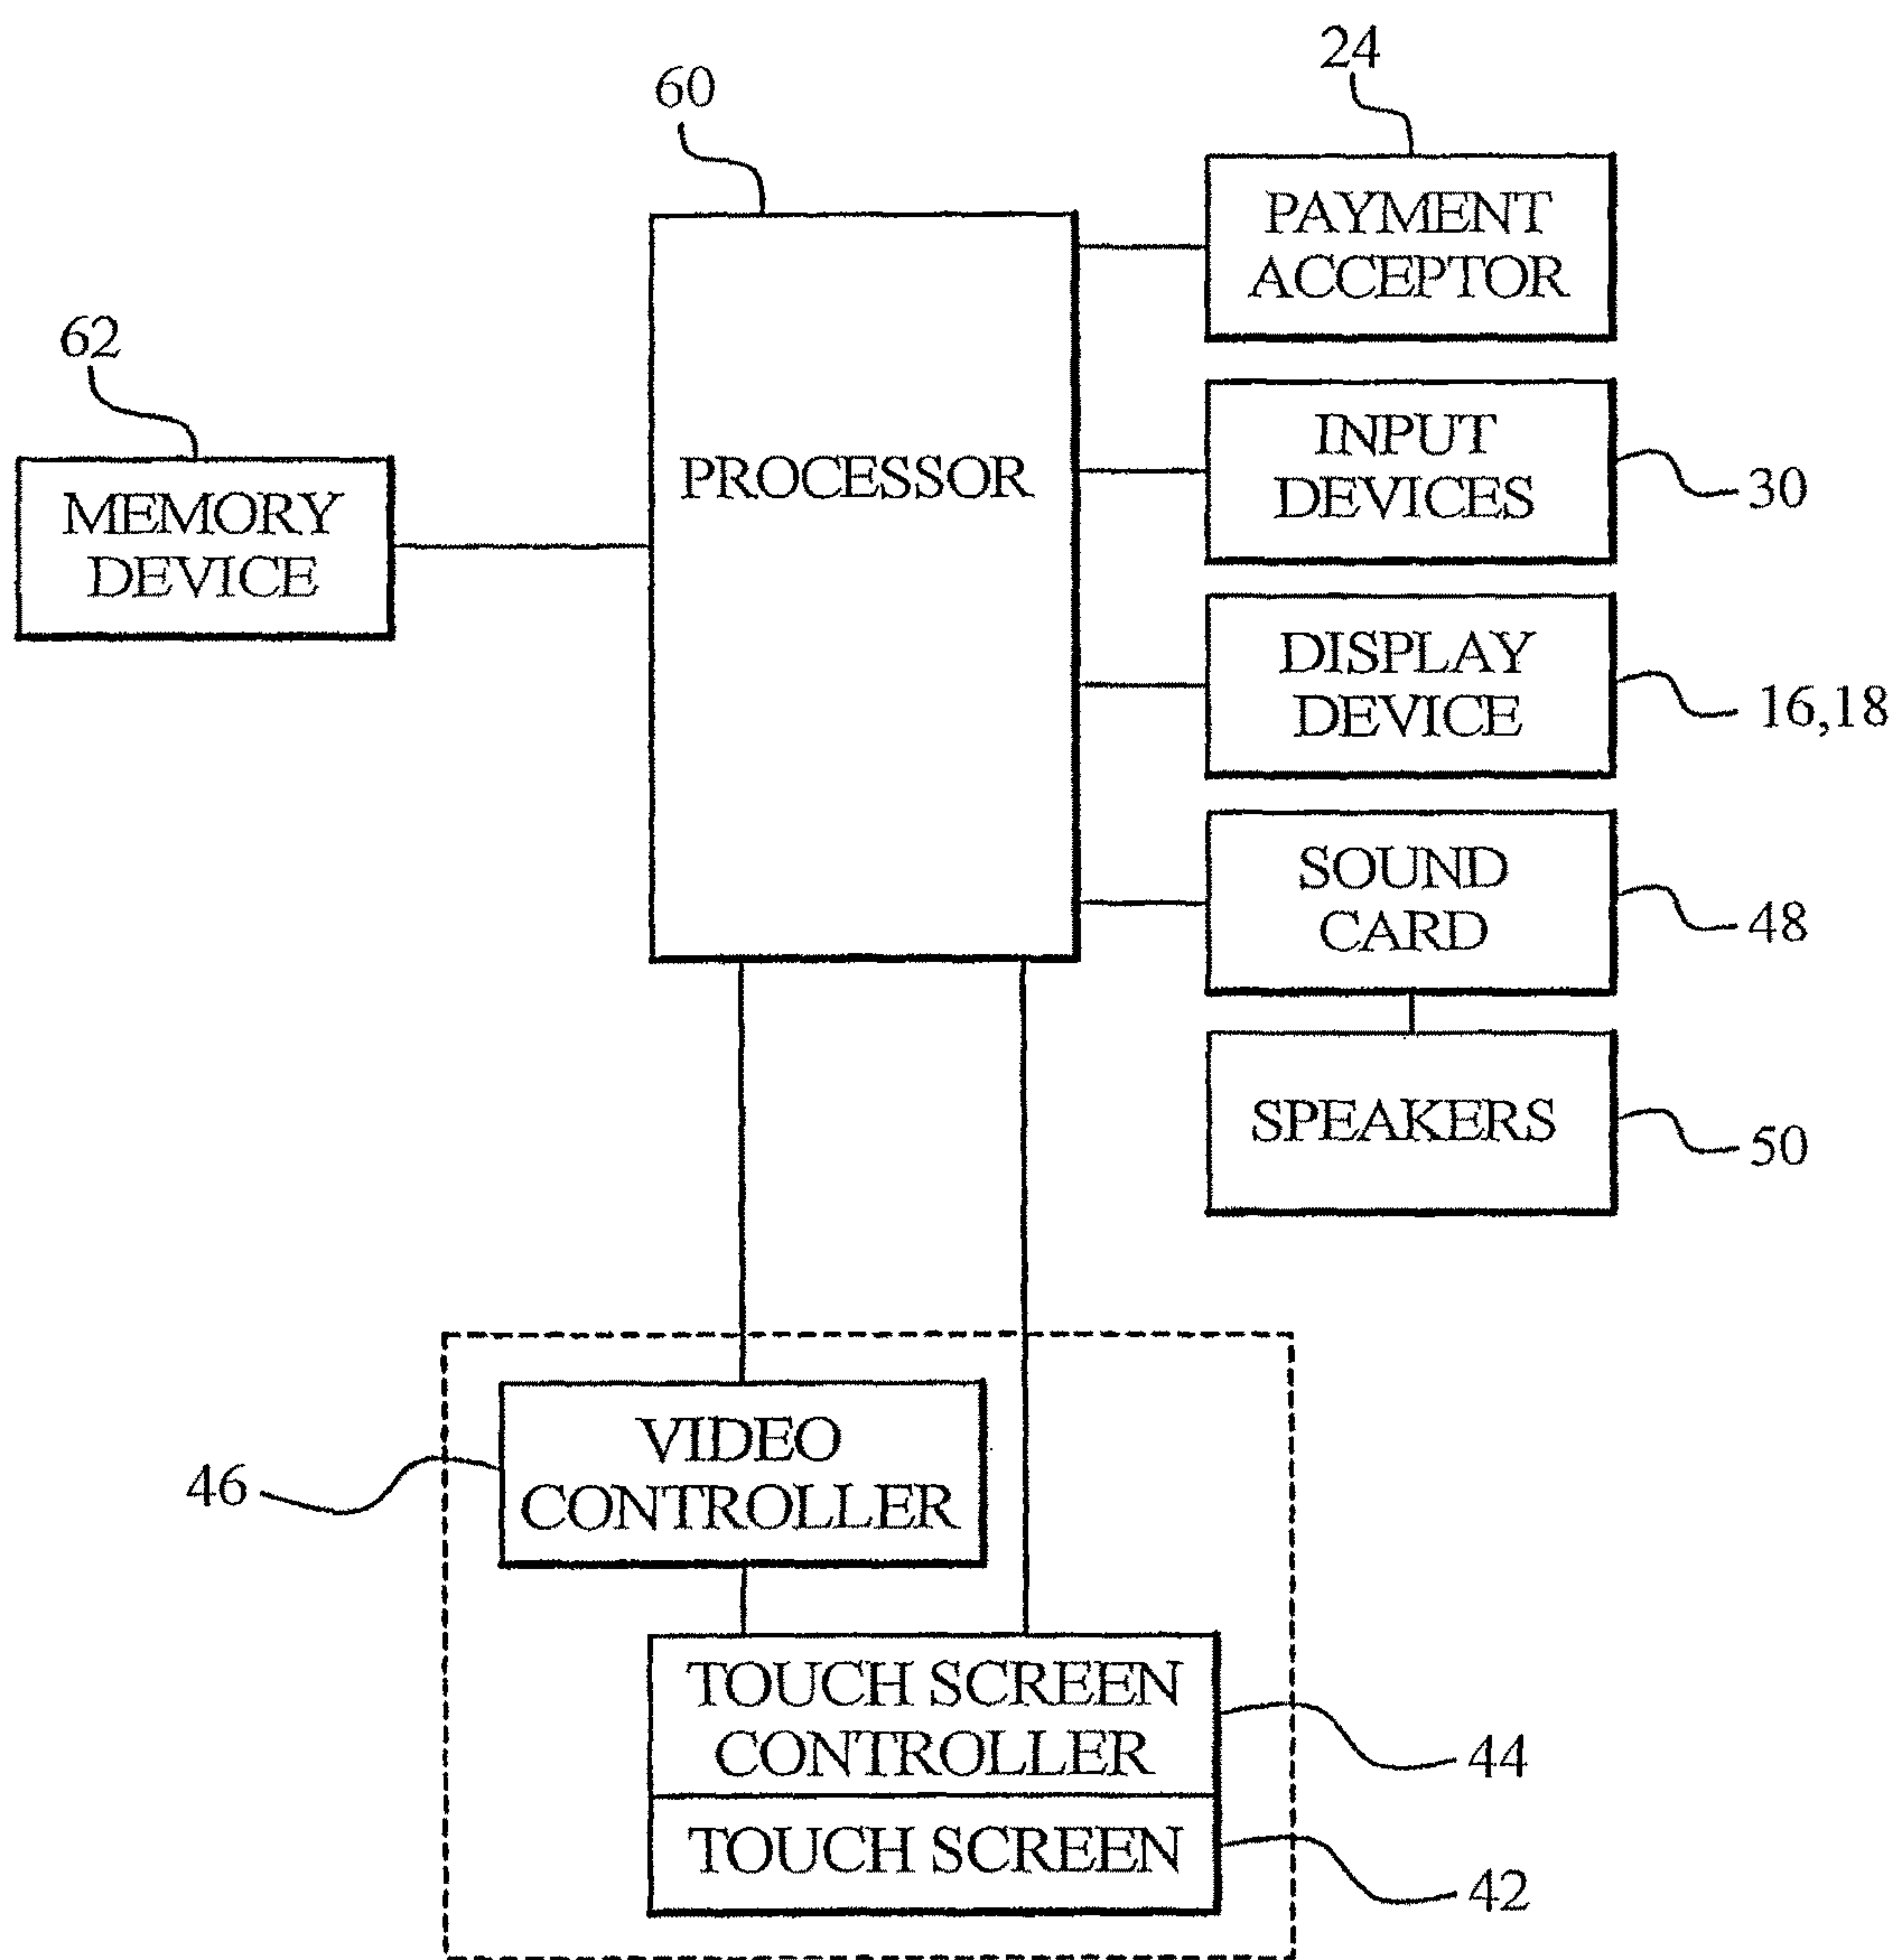 24
60
PAYMENT
ACCEPTOR
62
INPUT
DEVICES
30
PROCESSOR
MEMORY
DEVICE
DISPLAY
DEVICE
16,18
SOUND
CARD
48
SPEAKERS
50
VIDEO
CONTROLLER
46
TOUCH SCREEN
CONTROLLER
44
TOUCH SCREEN
42